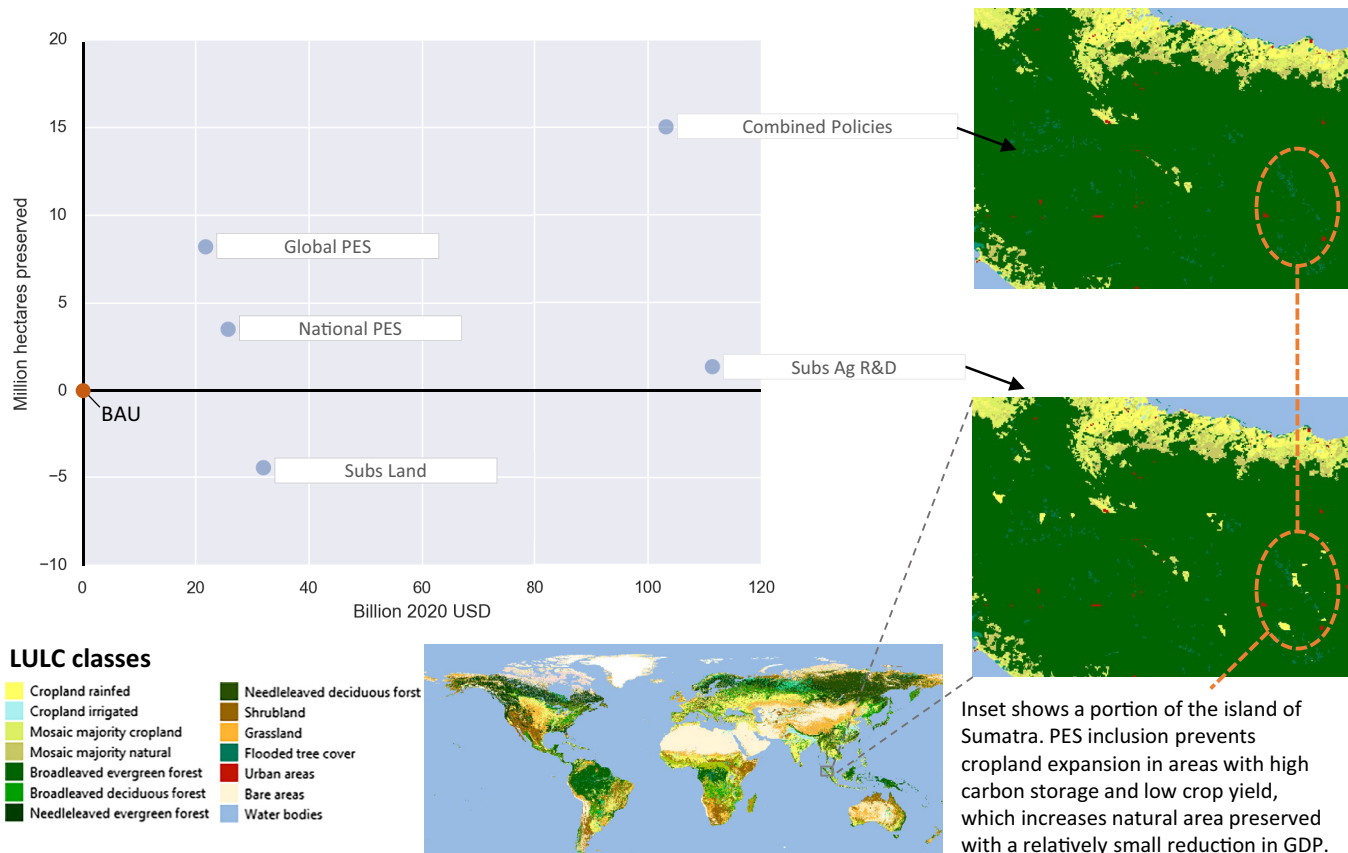 20
15
10
5
0
−5
−10
Million hectares preserved
0
20
40
60
80
100
120
Billion 2020 USD
Combined Policies
Global PES
National PES
Subs Ag R&D
BAU
Subs Land
LULC classes
Cropland rainfed
Cropland irrigated
Mosaic majority cropland
Mosaic majority natural
Broadleaved evergreen forest
Broadleaved deciduous forest
Needleleaved evergreen forest
Needleleaved deciduous forst
Shrubland
Grassland
Flooded tree cover
Urban areas
Bare areas
Water bodies
Inset shows a portion of the island of
Sumatra. PES inclusion prevents
cropland expansion in areas with high
carbon storage and low crop yield,
which increases natural area preserved
with a relatively small reduction in GDP.